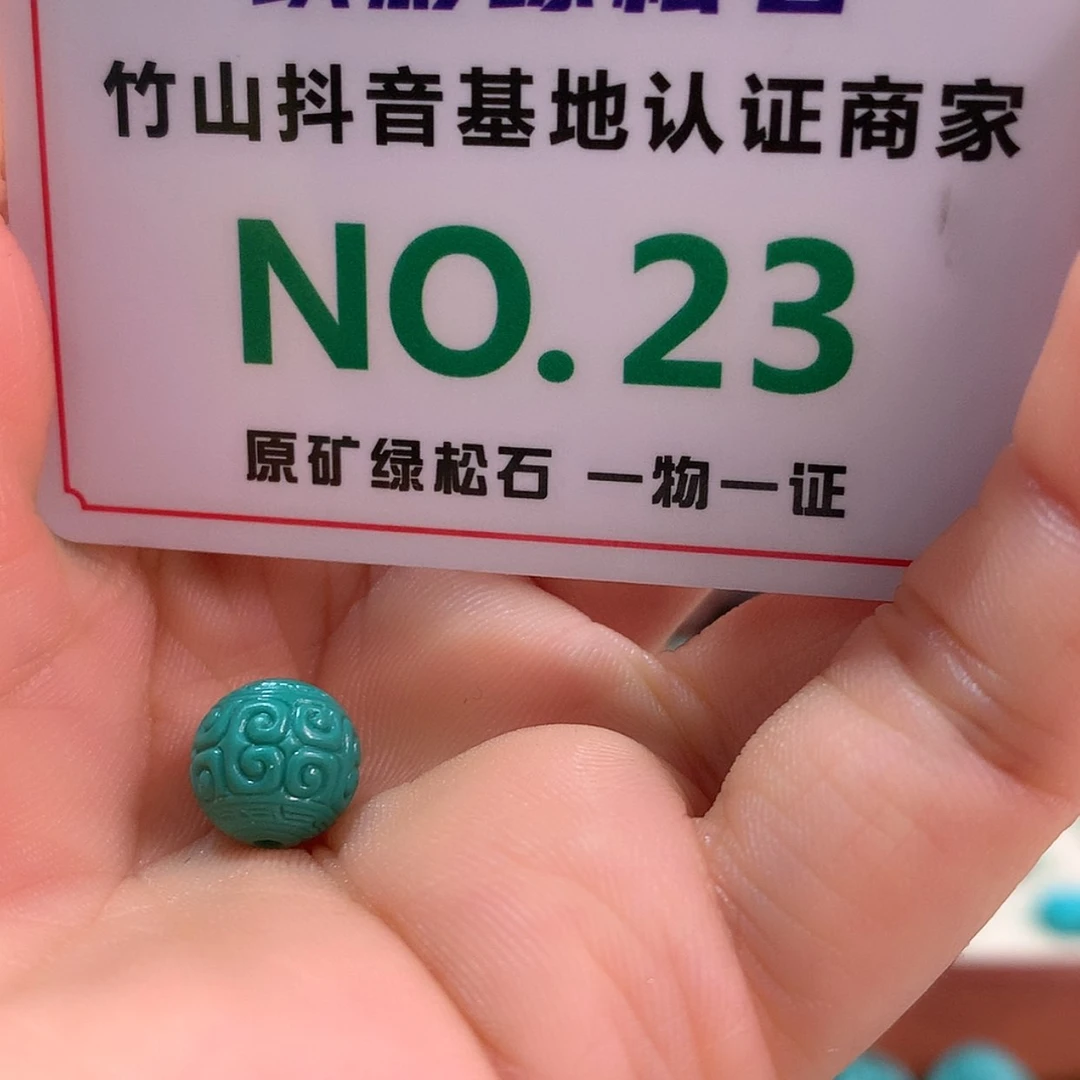 竹山抖音基地认证商家
NO.23
原矿绿松石 一物一证